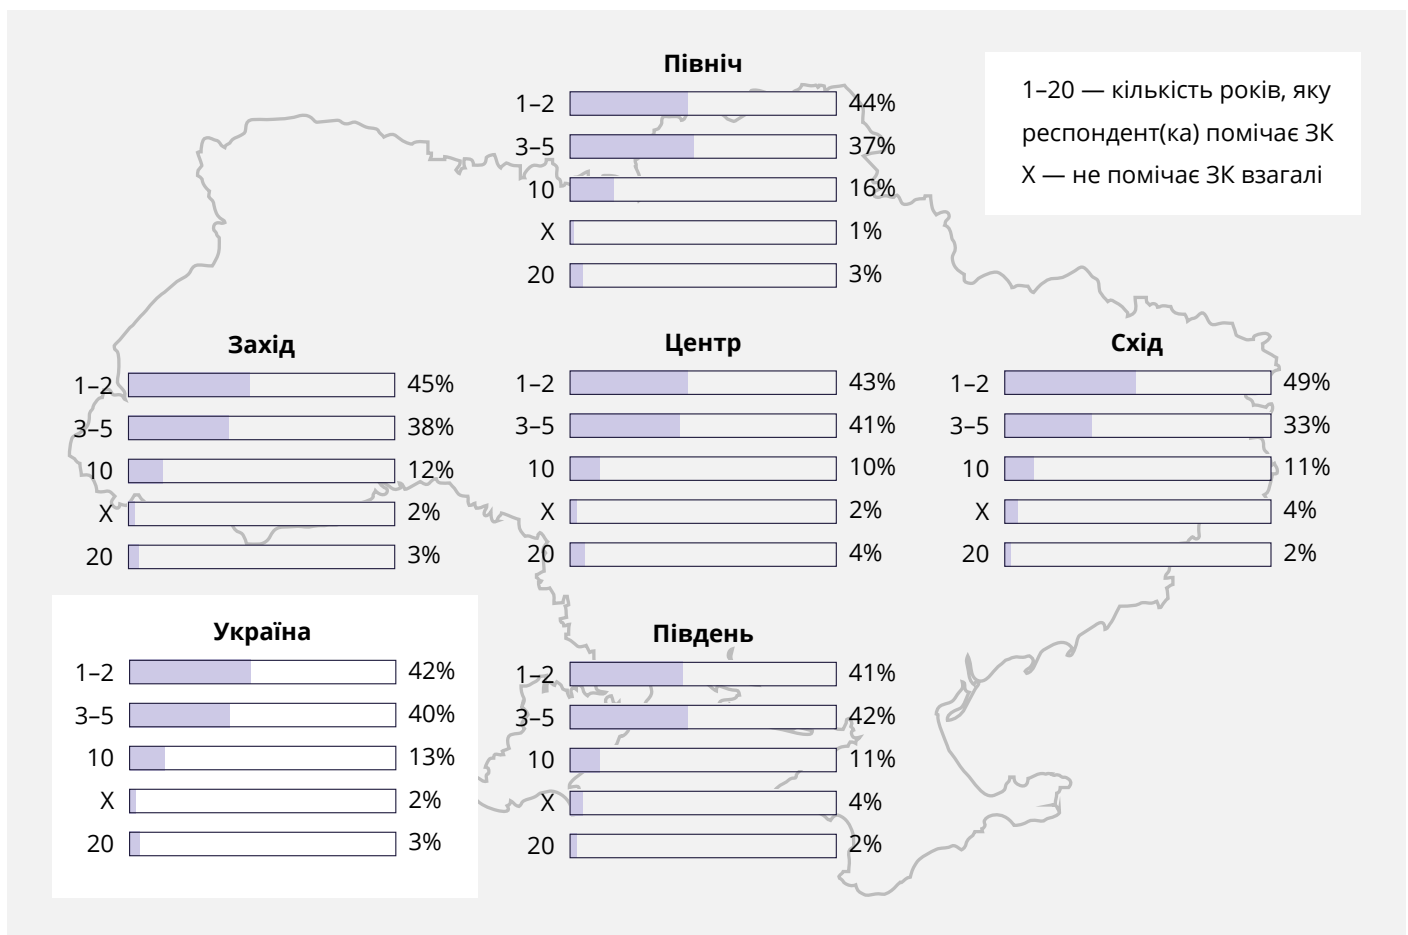 Північ
1–2 44%
3–5 37%
10 16%
X 1%
20 3%
1–20 — кількість років, яку
респондент(ка) помічає ЗК
X — не помічає ЗК взагалі
Захід
1–2 45%
3–5 38%
10 12%
X 2%
20 3%
Центр
1–2 43%
3–5 41%
10 10%
X 2%
20 4%
Схід
1–2 49%
3–5 33%
10 11%
X 4%
20 2%
Україна
1–2 42%
3–5 40%
10 13%
X 2%
20 3%
Південь
1–2 41%
3–5 42%
10 11%
X 4%
20 2%